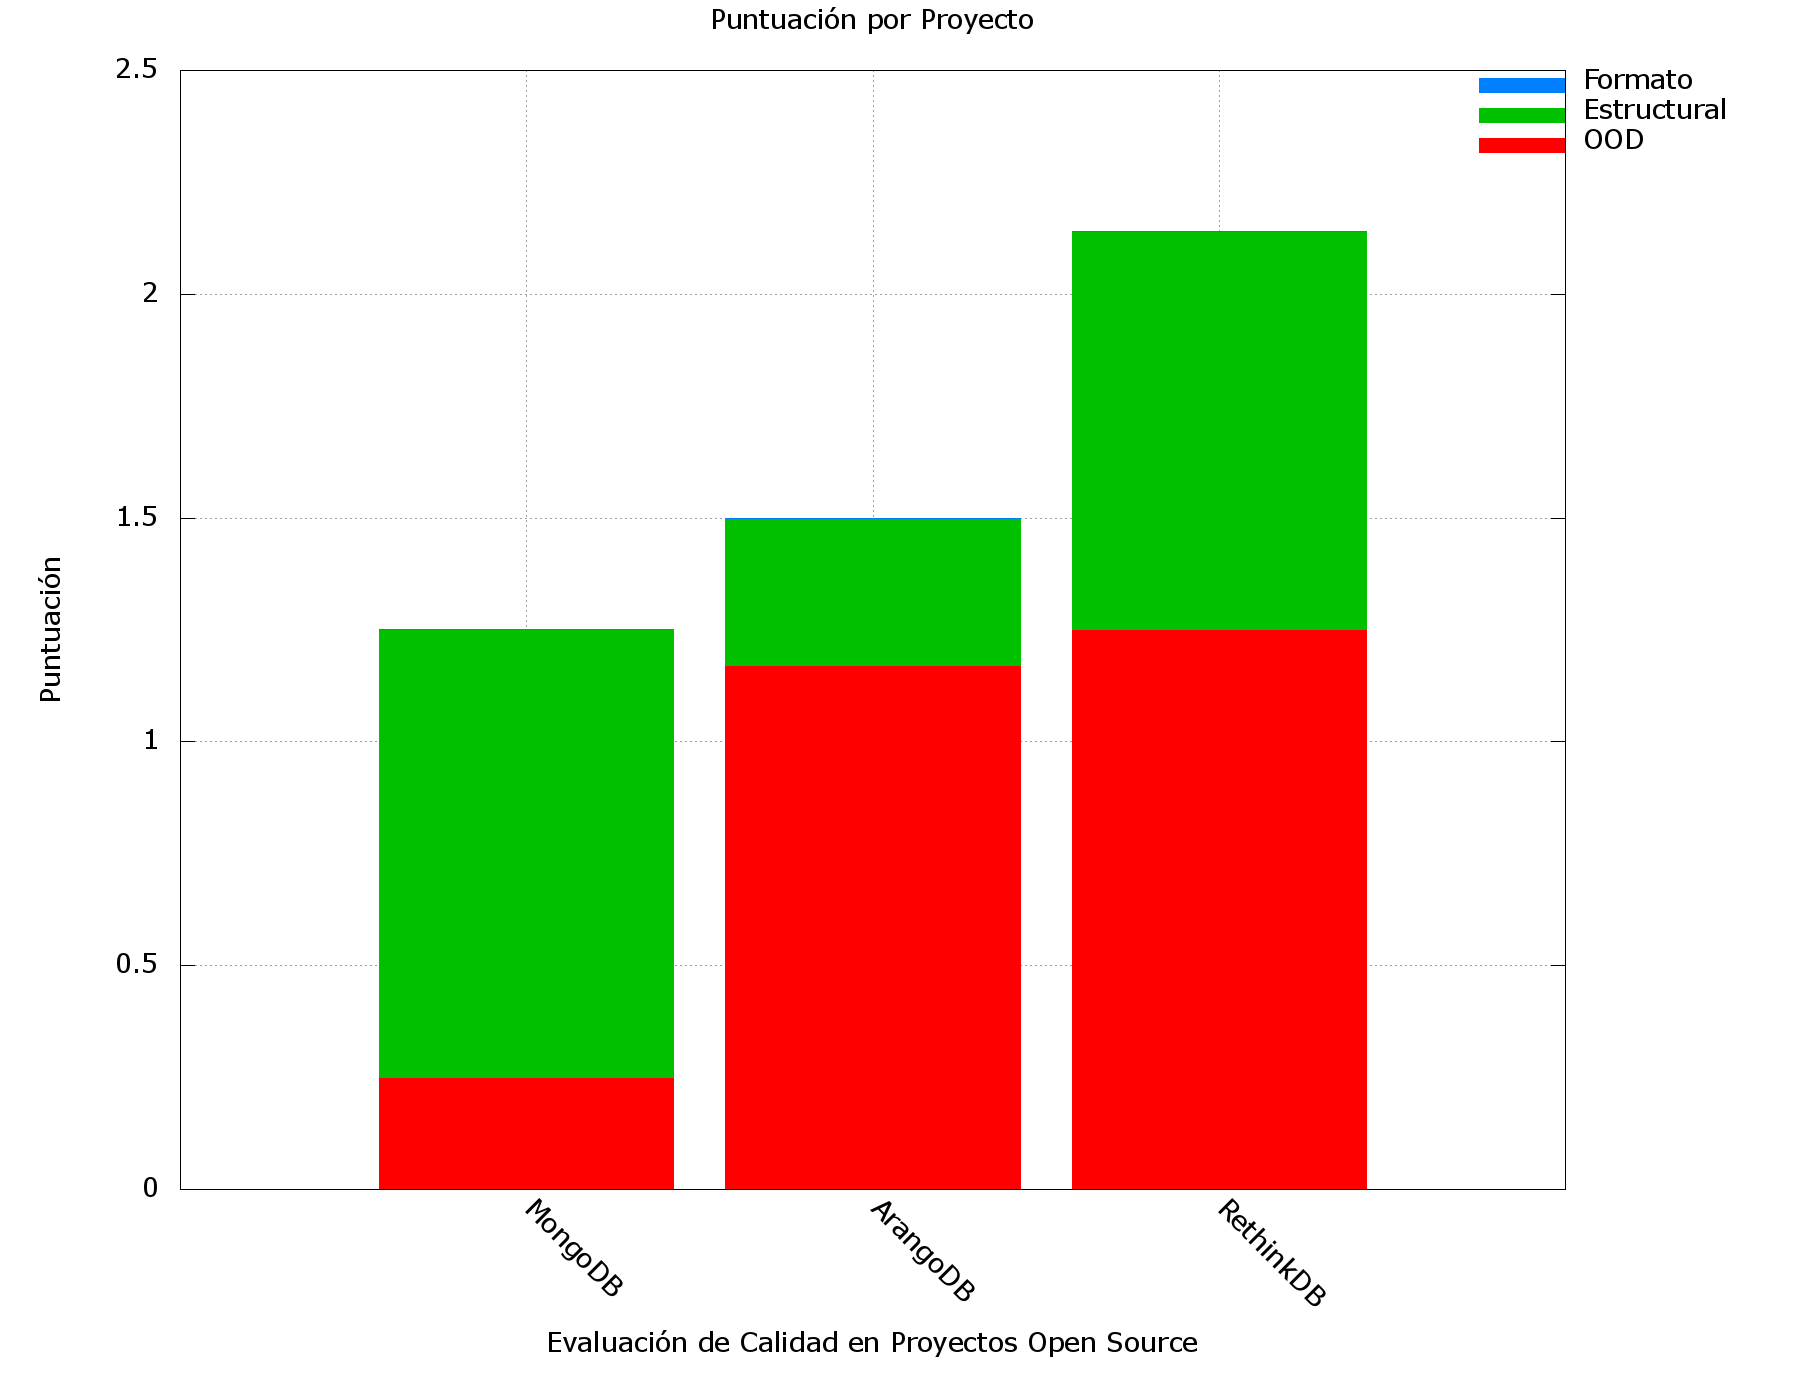 Puntuación por Proyecto
2.5
2
1.5
1
0.5
0
Puntuación
Formato
Estructural
OOD
MongoDB
ArangoDB
RethinkDB
Evaluación de Calidad en Proyectos Open Source